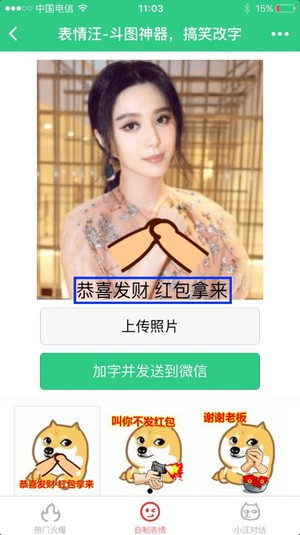 中国电信
11:03
15%
表情汪-斗图神器，搞笑改字
恭喜发财 红包拿来
上传照片
加字并发送到微信
恭喜发财 红包拿来
叫你不发红包
谢谢老板
热门火爆
自制表情
小汪对话